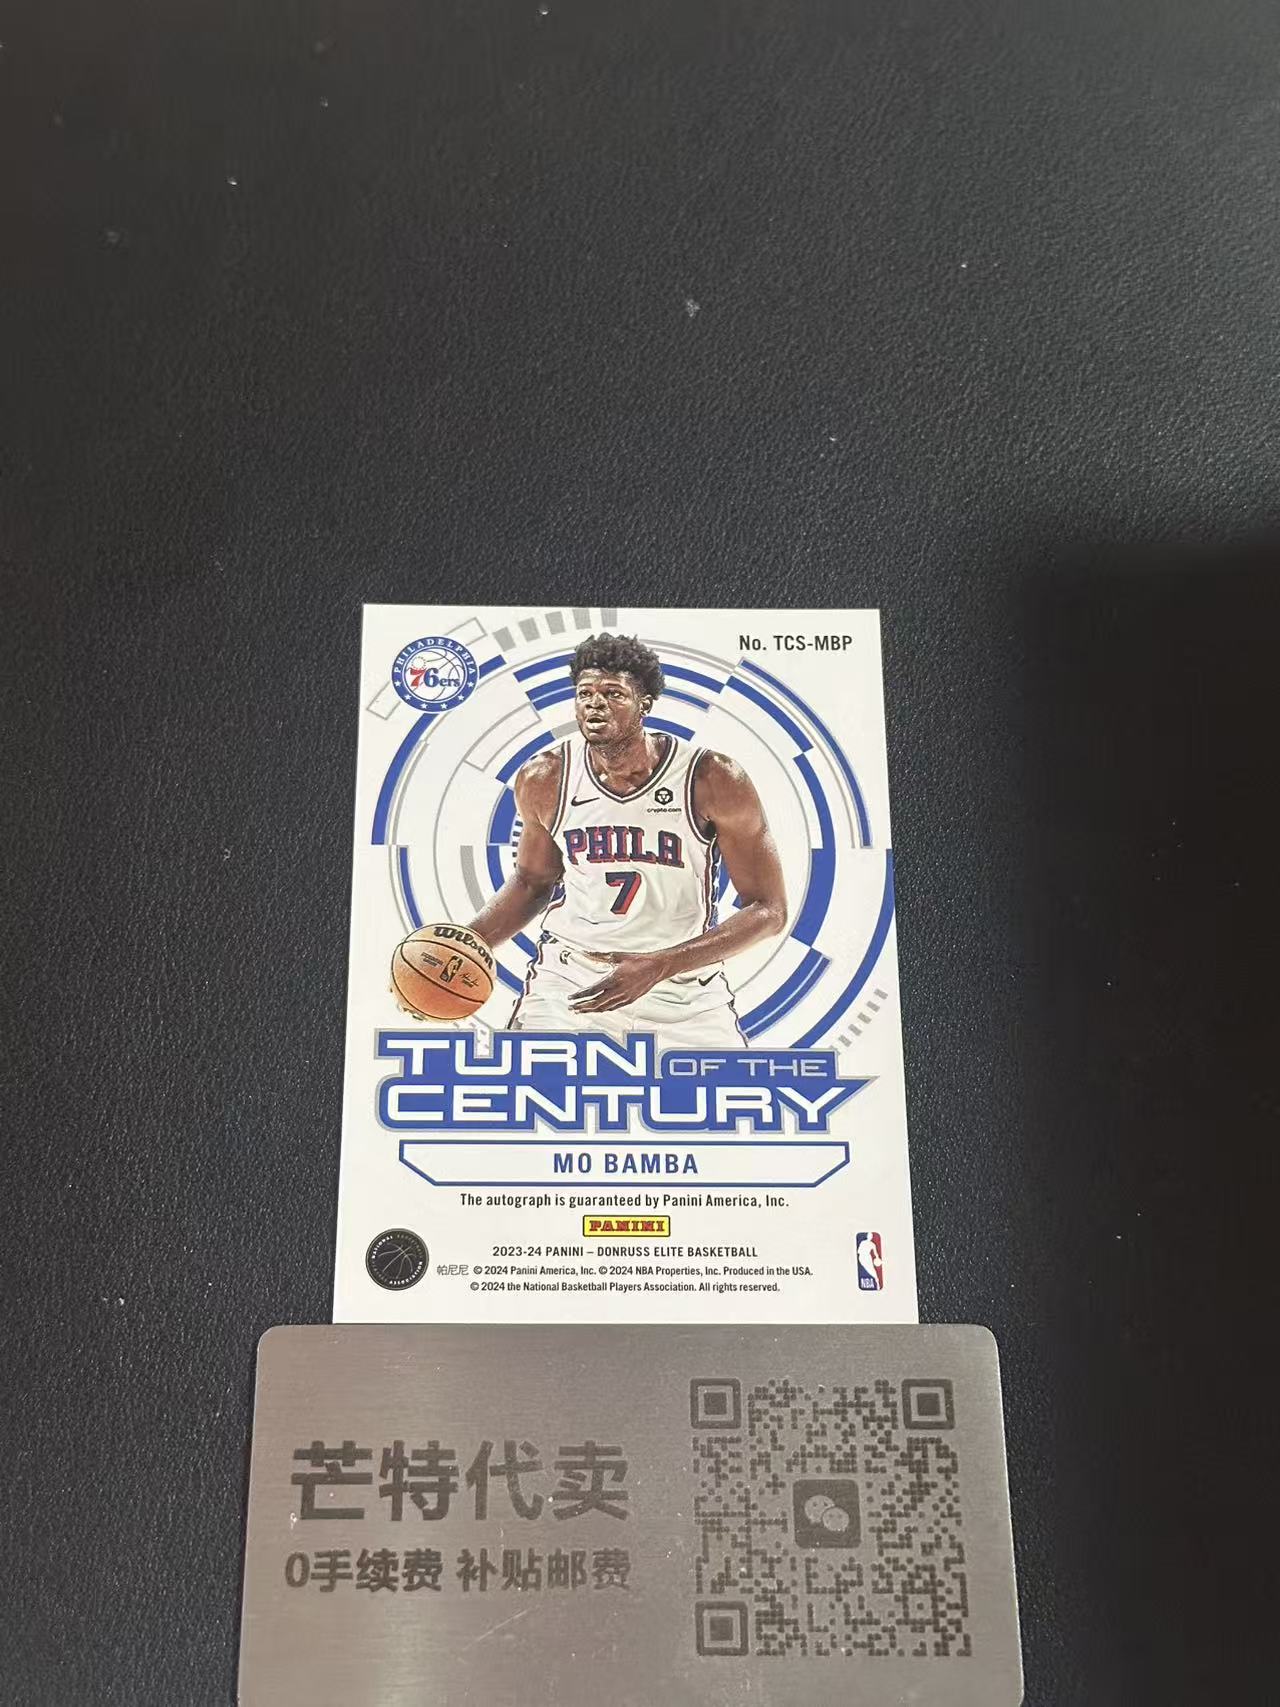 No. TCS-MBP
PHILADELPHIA
76ers
crypto.com
PHILA
7
Wilson
TURN OF THE
CENTURY
MO BAMBA
The autograph is guaranteed by Panini America, Inc.
PANINI
2023-24 PANINI – DONRUSS ELITE BASKETBALL
帕尼尼 © 2024 Panini America, Inc. © 2024 NBA Properties, Inc. Produced in the USA.
© 2024 the National Basketball Players Association. All rights reserved.
NBA
芒特代卖
0手续费 补贴邮费